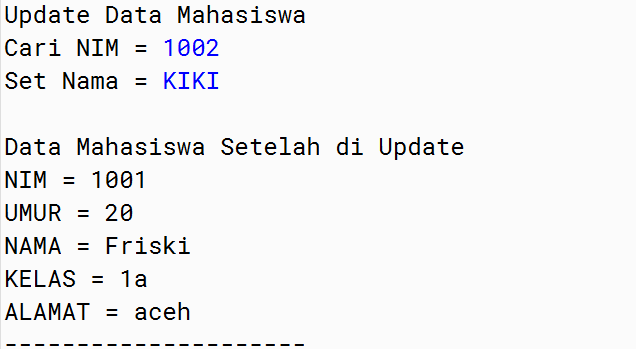 Update Data Mahasiswa
Cari NIM = 1002
Set Nama = KIKI
Data Mahasiswa Setelah di Update
NIM = 1001
UMUR = 20
NAMA = Friski
KELAS = 1a
ALAMAT = aceh
---------------------